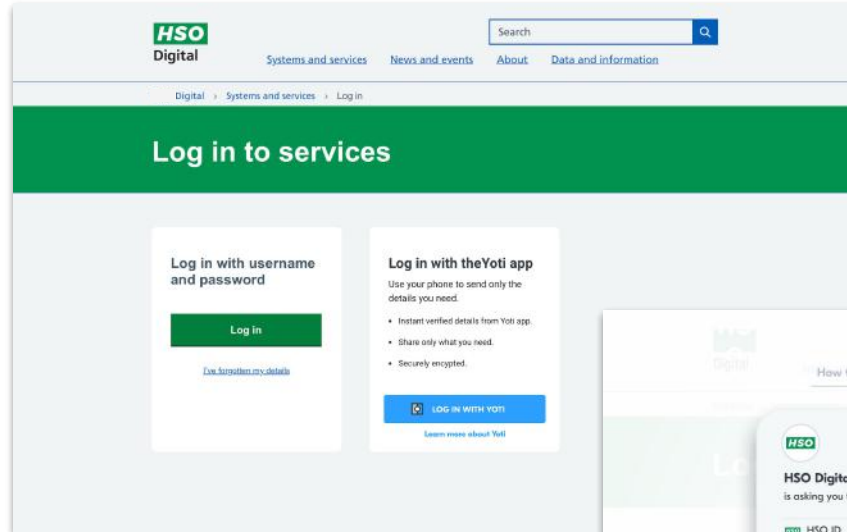 HSO
Digital
Search
Systems and services
News and events
About
Data and information
Digital › Systems and services › Log in
Log in to services
Log in with username
and password
Log in
I've forgotten my details
Log in with theYoti app
Use your phone to send only the
details you need.
• Instant verified details from Yoti app.
• Share only what you need.
• Securely encypted.
LOG IN WITH YOTI
Learn more about Yoti
Digital
How
HSO
HSO Digita
is asking you
HSO ID